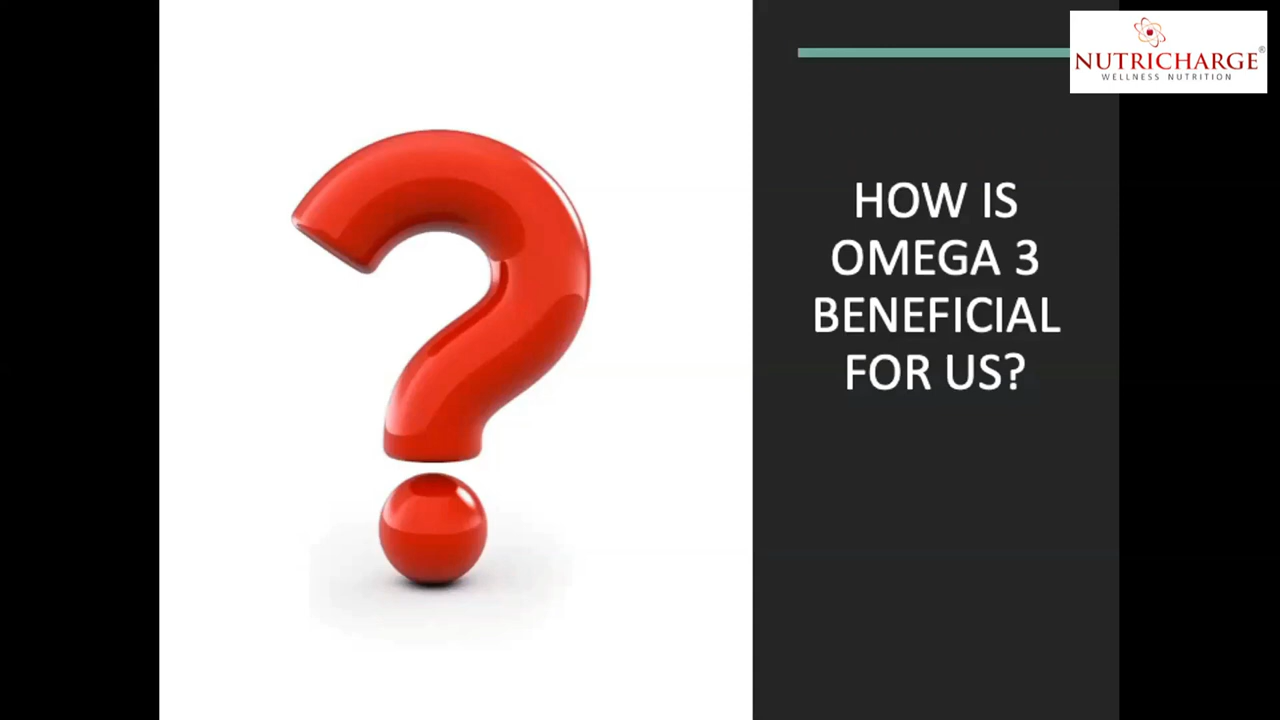 NUTRICHARGE®
WELLNESS NUTRITION
HOW IS
OMEGA 3
BENEFICIAL
FOR US?